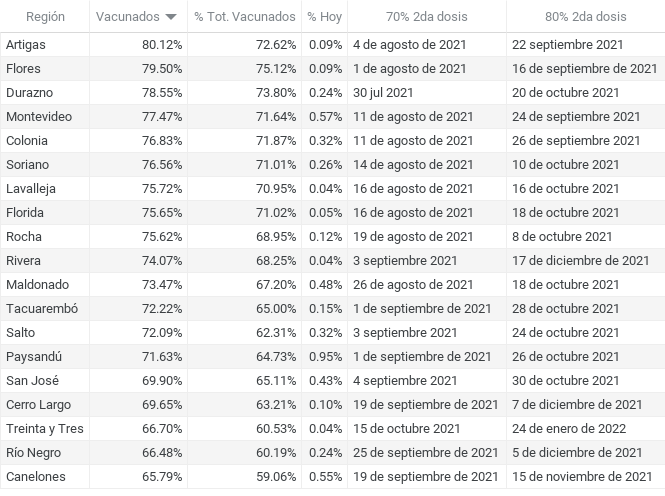 Región Vacunados % Tot. Vacunados % Hoy 70% 2da dosis 80% 2da dosis
Artigas 80.12% 72.62% 0.09% 4 de agosto de 2021 22 septiembre 2021
Flores 79.50% 75.12% 0.09% 1 de agosto de 2021 16 de septiembre de 2021
Durazno 78.55% 73.80% 0.24% 30 jul 2021 20 de octubre 2021
Montevideo 77.47% 71.64% 0.57% 11 de agosto de 2021 24 de septiembre 2021
Colonia 76.83% 71.87% 0.32% 11 de agosto de 2021 26 de septiembre 2021
Soriano 76.56% 71.01% 0.26% 14 de agosto de 2021 10 de octubre 2021
Lavalleja 75.72% 70.95% 0.04% 16 de agosto de 2021 16 de octubre 2021
Florida 75.65% 71.02% 0.05% 16 de agosto de 2021 18 de octubre 2021
Rocha 75.62% 68.95% 0.12% 19 de agosto de 2021 8 de octubre 2021
Rivera 74.07% 68.25% 0.04% 3 septiembre 2021 17 de diciembre de 2021
Maldonado 73.47% 67.20% 0.48% 26 de agosto de 2021 18 de octubre 2021
Tacuarembó 72.22% 65.00% 0.15% 1 de septiembre de 2021 28 de octubre 2021
Salto 72.09% 62.31% 0.32% 3 septiembre 2021 24 de octubre 2021
Paysandú 71.63% 64.73% 0.95% 1 de septiembre de 2021 26 de octubre 2021
San José 69.90% 65.11% 0.43% 4 septiembre 2021 30 de octubre 2021
Cerro Largo 69.65% 63.21% 0.10% 19 de septiembre de 2021 7 de diciembre de 2021
Treinta y Tres 66.70% 60.53% 0.04% 15 de octubre 2021 24 de enero de 2022
Río Negro 66.48% 60.19% 0.24% 25 de septiembre de 2021 5 de diciembre de 2021
Canelones 65.79% 59.06% 0.55% 19 de septiembre de 2021 15 de noviembre de 2021